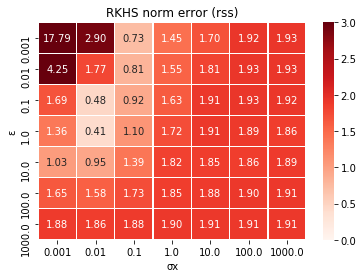 RKHS norm error (rss)
0.001 17.79 2.90 0.73 1.45 1.70 1.92 1.93
0.01 4.25 1.77 0.81 1.55 1.81 1.93 1.93
0.1 1.69 0.48 0.92 1.63 1.91 1.93 1.92
1.0 1.36 0.41 1.10 1.72 1.91 1.89 1.86
10.0 1.03 0.95 1.39 1.82 1.85 1.86 1.89
100.0 1.65 1.58 1.73 1.85 1.88 1.90 1.91
1000.0 1.88 1.86 1.88 1.90 1.91 1.91 1.91
ε
0.001 0.01 0.1 1.0 10.0 100.0 1000.0
σx
3.0
2.5
2.0
1.5
1.0
0.5
0.0